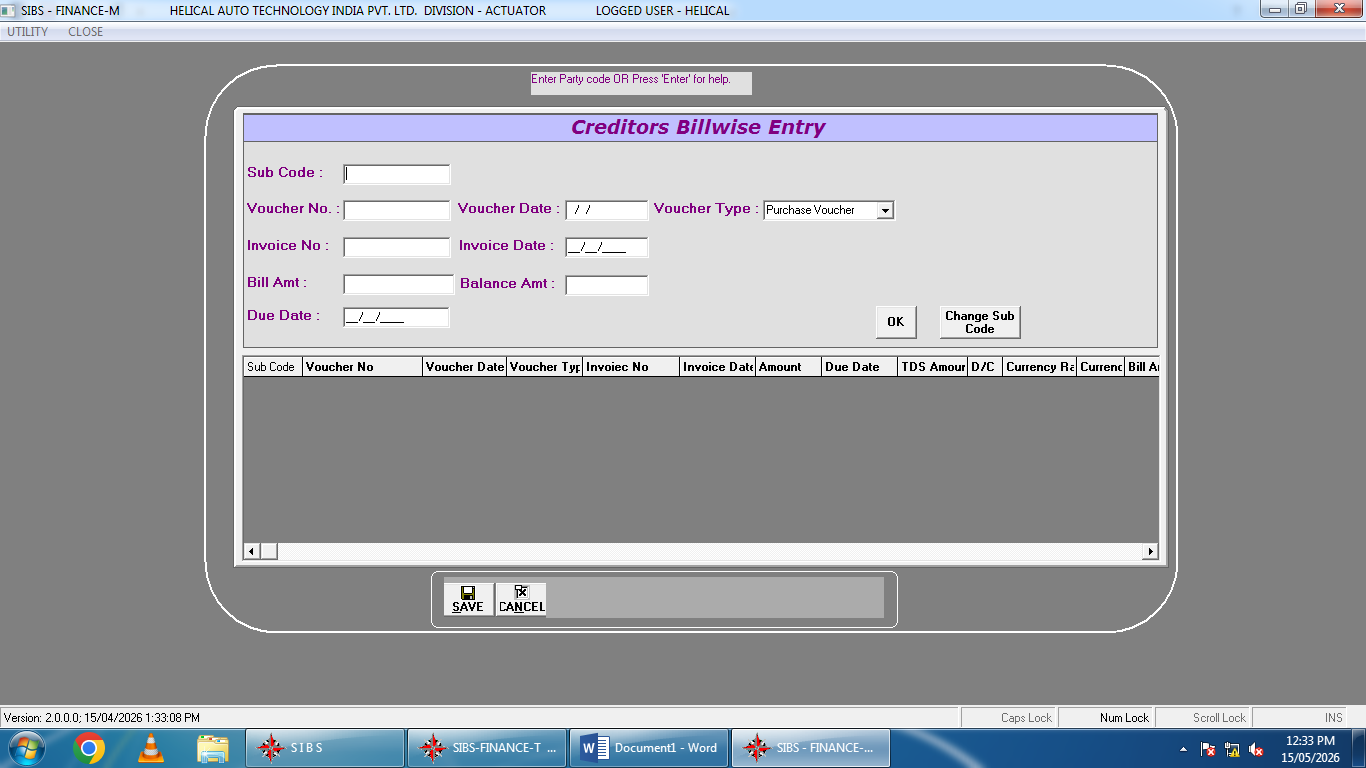 SIBS - FINANCE-M HELICAL AUTO TECHNOLOGY INDIA PVT. LTD. DIVISION - ACTUATOR LOGGED USER - HELICAL
UTILITY CLOSE
Enter Party code OR Press 'Enter' for help.
Creditors Billwise Entry
Sub Code :
Voucher No. : Voucher Date : / / Voucher Type : Purchase Voucher
Invoice No : Invoice Date : __/__/____
Bill Amt : Balance Amt :
Due Date : __/__/____
OK Change Sub
Code
Sub Code Voucher No Voucher Date Voucher Typ Invoiec No Invoice Date Amount Due Date TDS Amour D/C Currency Ra Currenc Bill Ar
SAVE CANCEL
Version: 2.0.0.0; 15/04/2026 1:33:08 PM Caps Lock Num Lock Scroll Lock INS
S I B S SIBS-FINANCE-T ... Document1 - Word SIBS - FINANCE-... 12:33 PM
15/05/2026